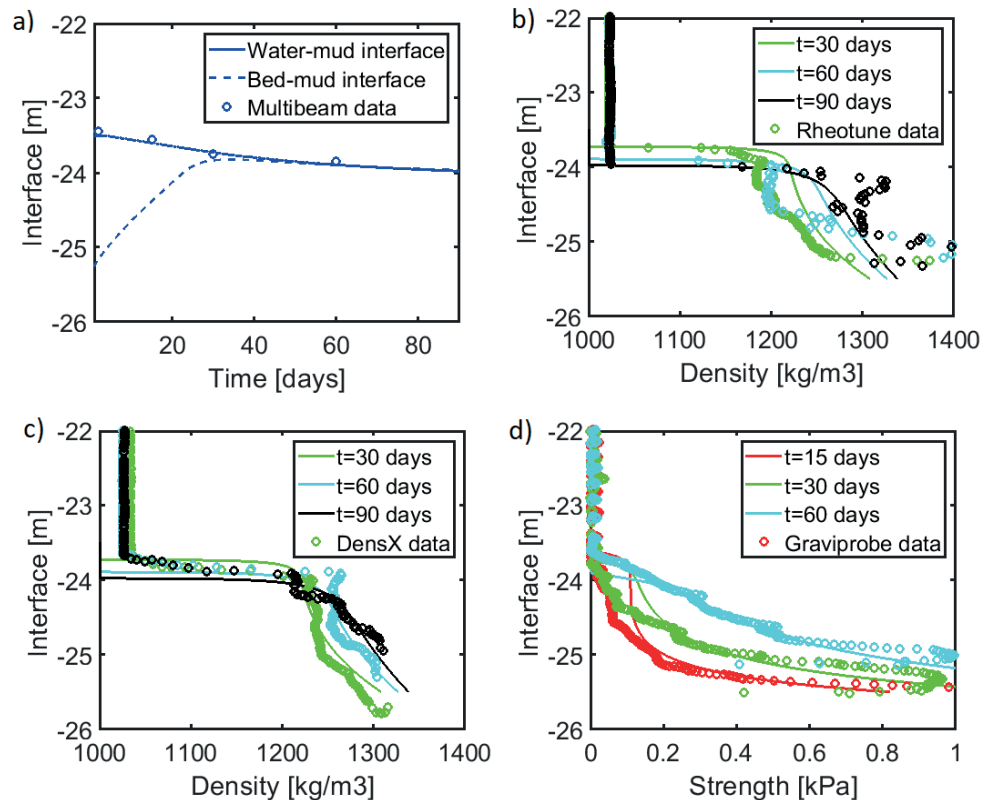 a)
-22
-23
-24
-25
-26
Interface [m]
20
40
60
80
Time [days]
Water-mud interface
Bed-mud interface
Multibeam data
b)
-22
-23
-24
-25
-26
Interface [m]
1000
1100
1200
1300
1400
Density [kg/m3]
t=30 days
t=60 days
t=90 days
Rheotune data
c)
-22
-23
-24
-25
-26
Interface [m]
1000
1100
1200
1300
1400
Density [kg/m3]
t=30 days
t=60 days
t=90 days
DensX data
d)
-22
-23
-24
-25
-26
Interface [m]
0
0.2
0.4
0.6
0.8
1
Strength [kPa]
t=15 days
t=30 days
t=60 days
Graviprobe data